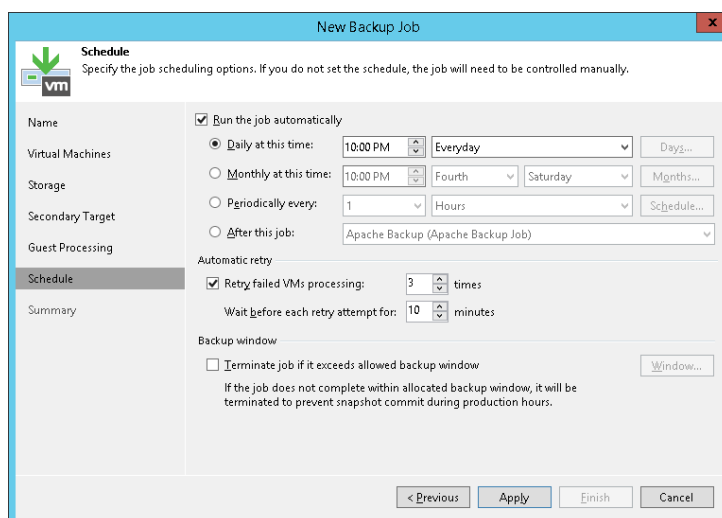 New Backup Job
x
Schedule
Specify the job scheduling options. If you do not set the schedule, the job will need to be controlled manually.
vm
Name
Virtual Machines
Storage
Secondary Target
Guest Processing
Schedule
Summary
Run the job automatically
Daily at this time: 10:00 PM Everyday Days...
Monthly at this time: 10:00 PM Fourth Saturday Months...
Periodically every: 1 Hours Schedule...
After this job: Apache Backup (Apache Backup Job)
Automatic retry
Retry failed VMs processing: 3 times
Wait before each retry attempt for: 10 minutes
Backup window
Terminate job if it exceeds allowed backup window Window...
If the job does not complete within allocated backup window, it will be
terminated to prevent snapshot commit during production hours.
< Previous Apply Finish Cancel